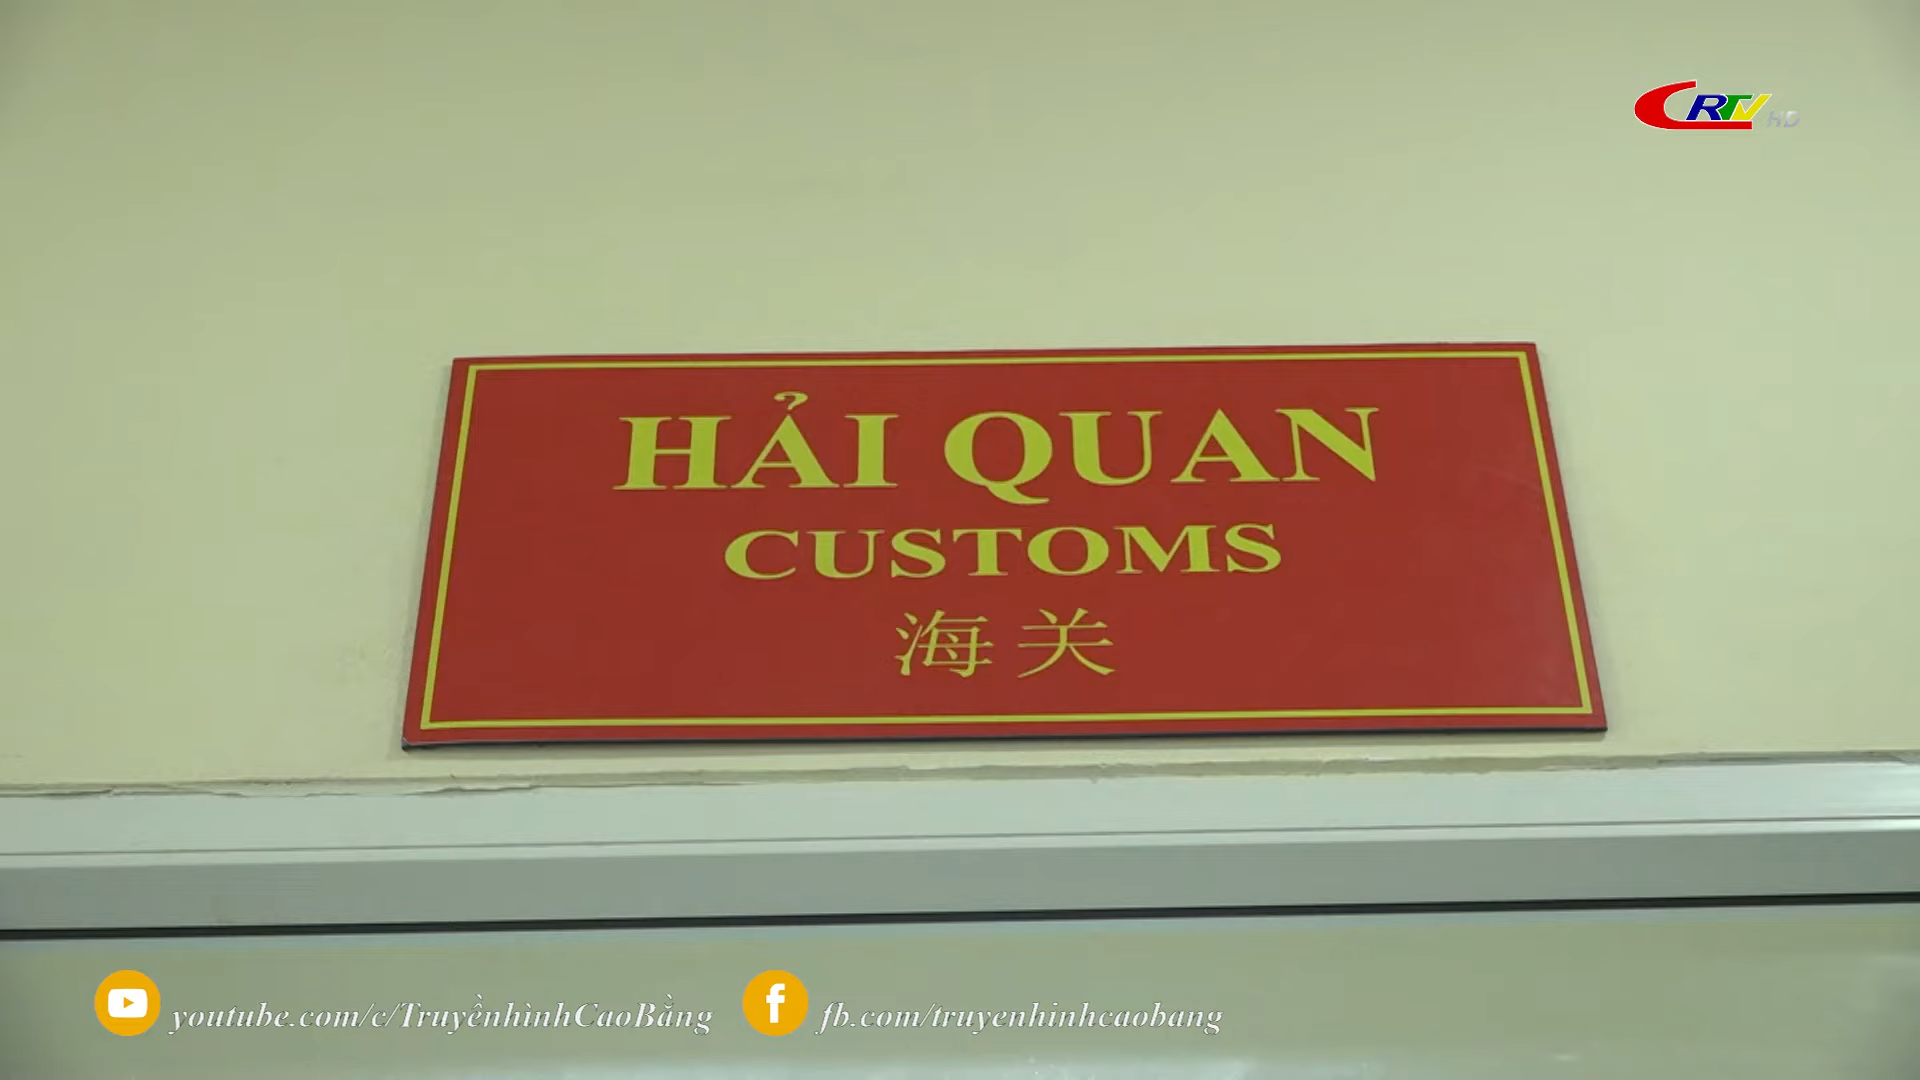 CRTV HD
HẢI QUAN
CUSTOMS
海关
youtube.com/c/TruyềnhìnhCaoBằng
fb.com/truyenhinhcaobang